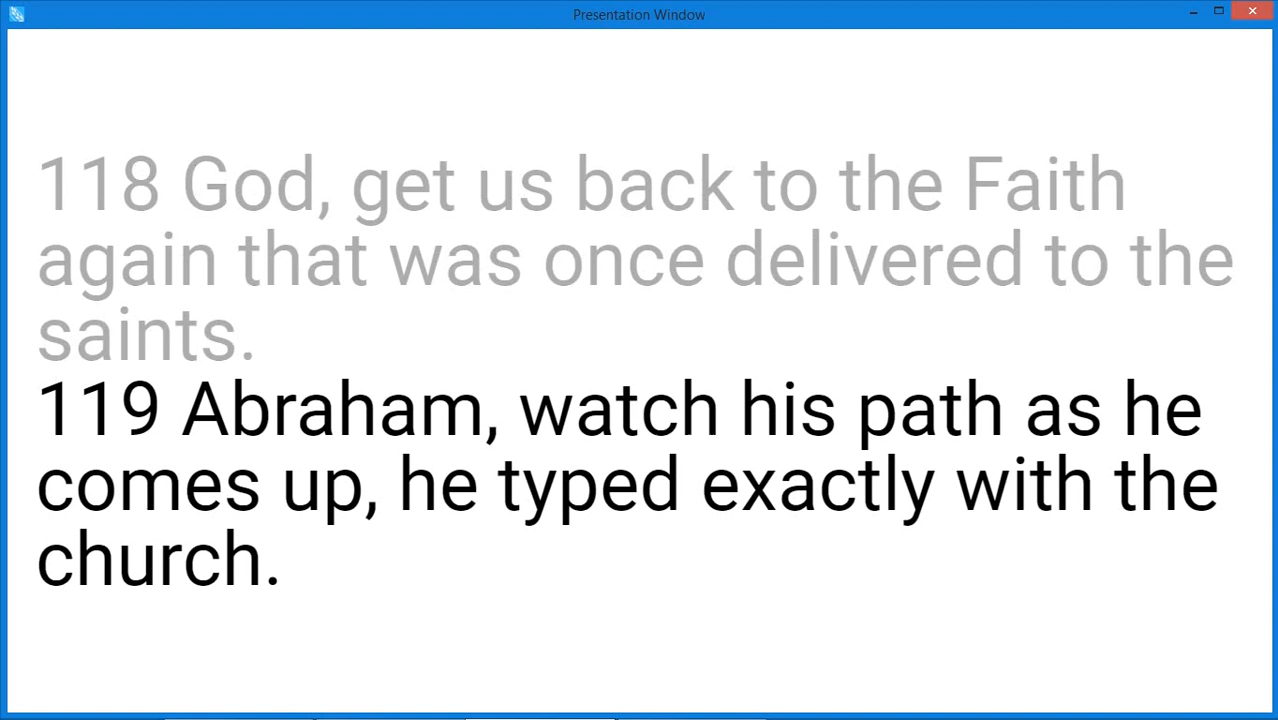 Presentation Window
118 God, get us back to the Faith
again that was once delivered to the
saints.
119 Abraham, watch his path as he
comes up, he typed exactly with the
church.